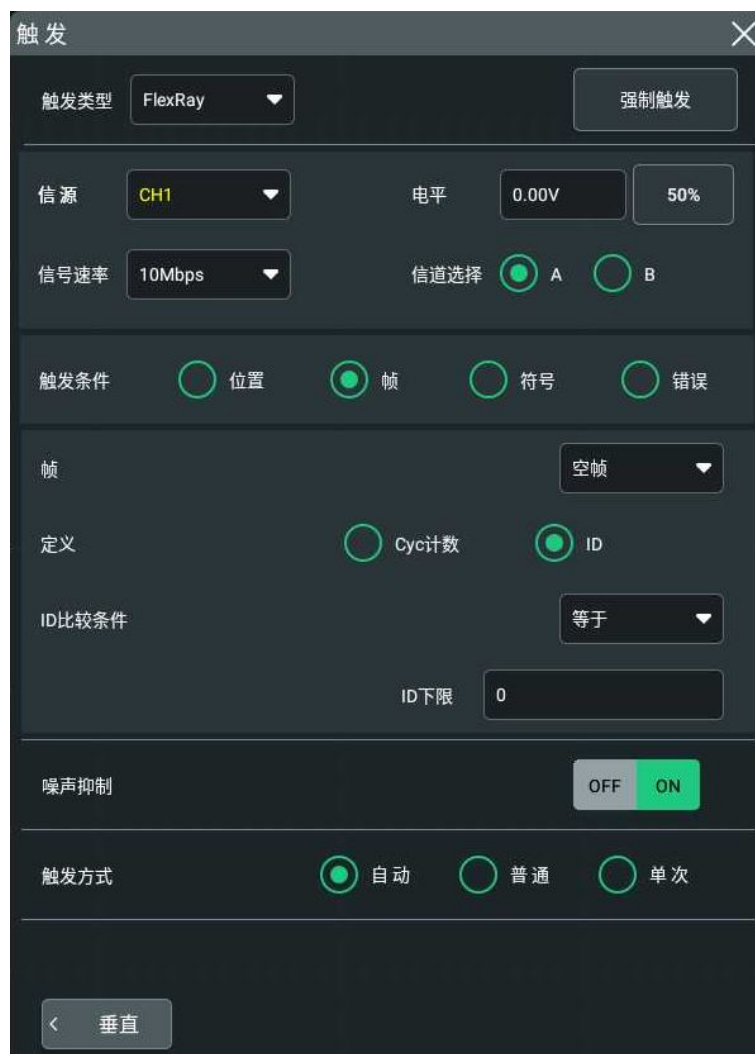 触发
触发类型 FlexRay 强制触发
信源 CH1 电平 0.00V 50%
信号速率 10Mbps 信道选择 A B
触发条件 位置 帧 符号 错误
帧 空帧
定义 Cyc计数 ID
ID比较条件 等于
ID下限 0
噪声抑制 OFF ON
触发方式 自动 普通 单次
垂直